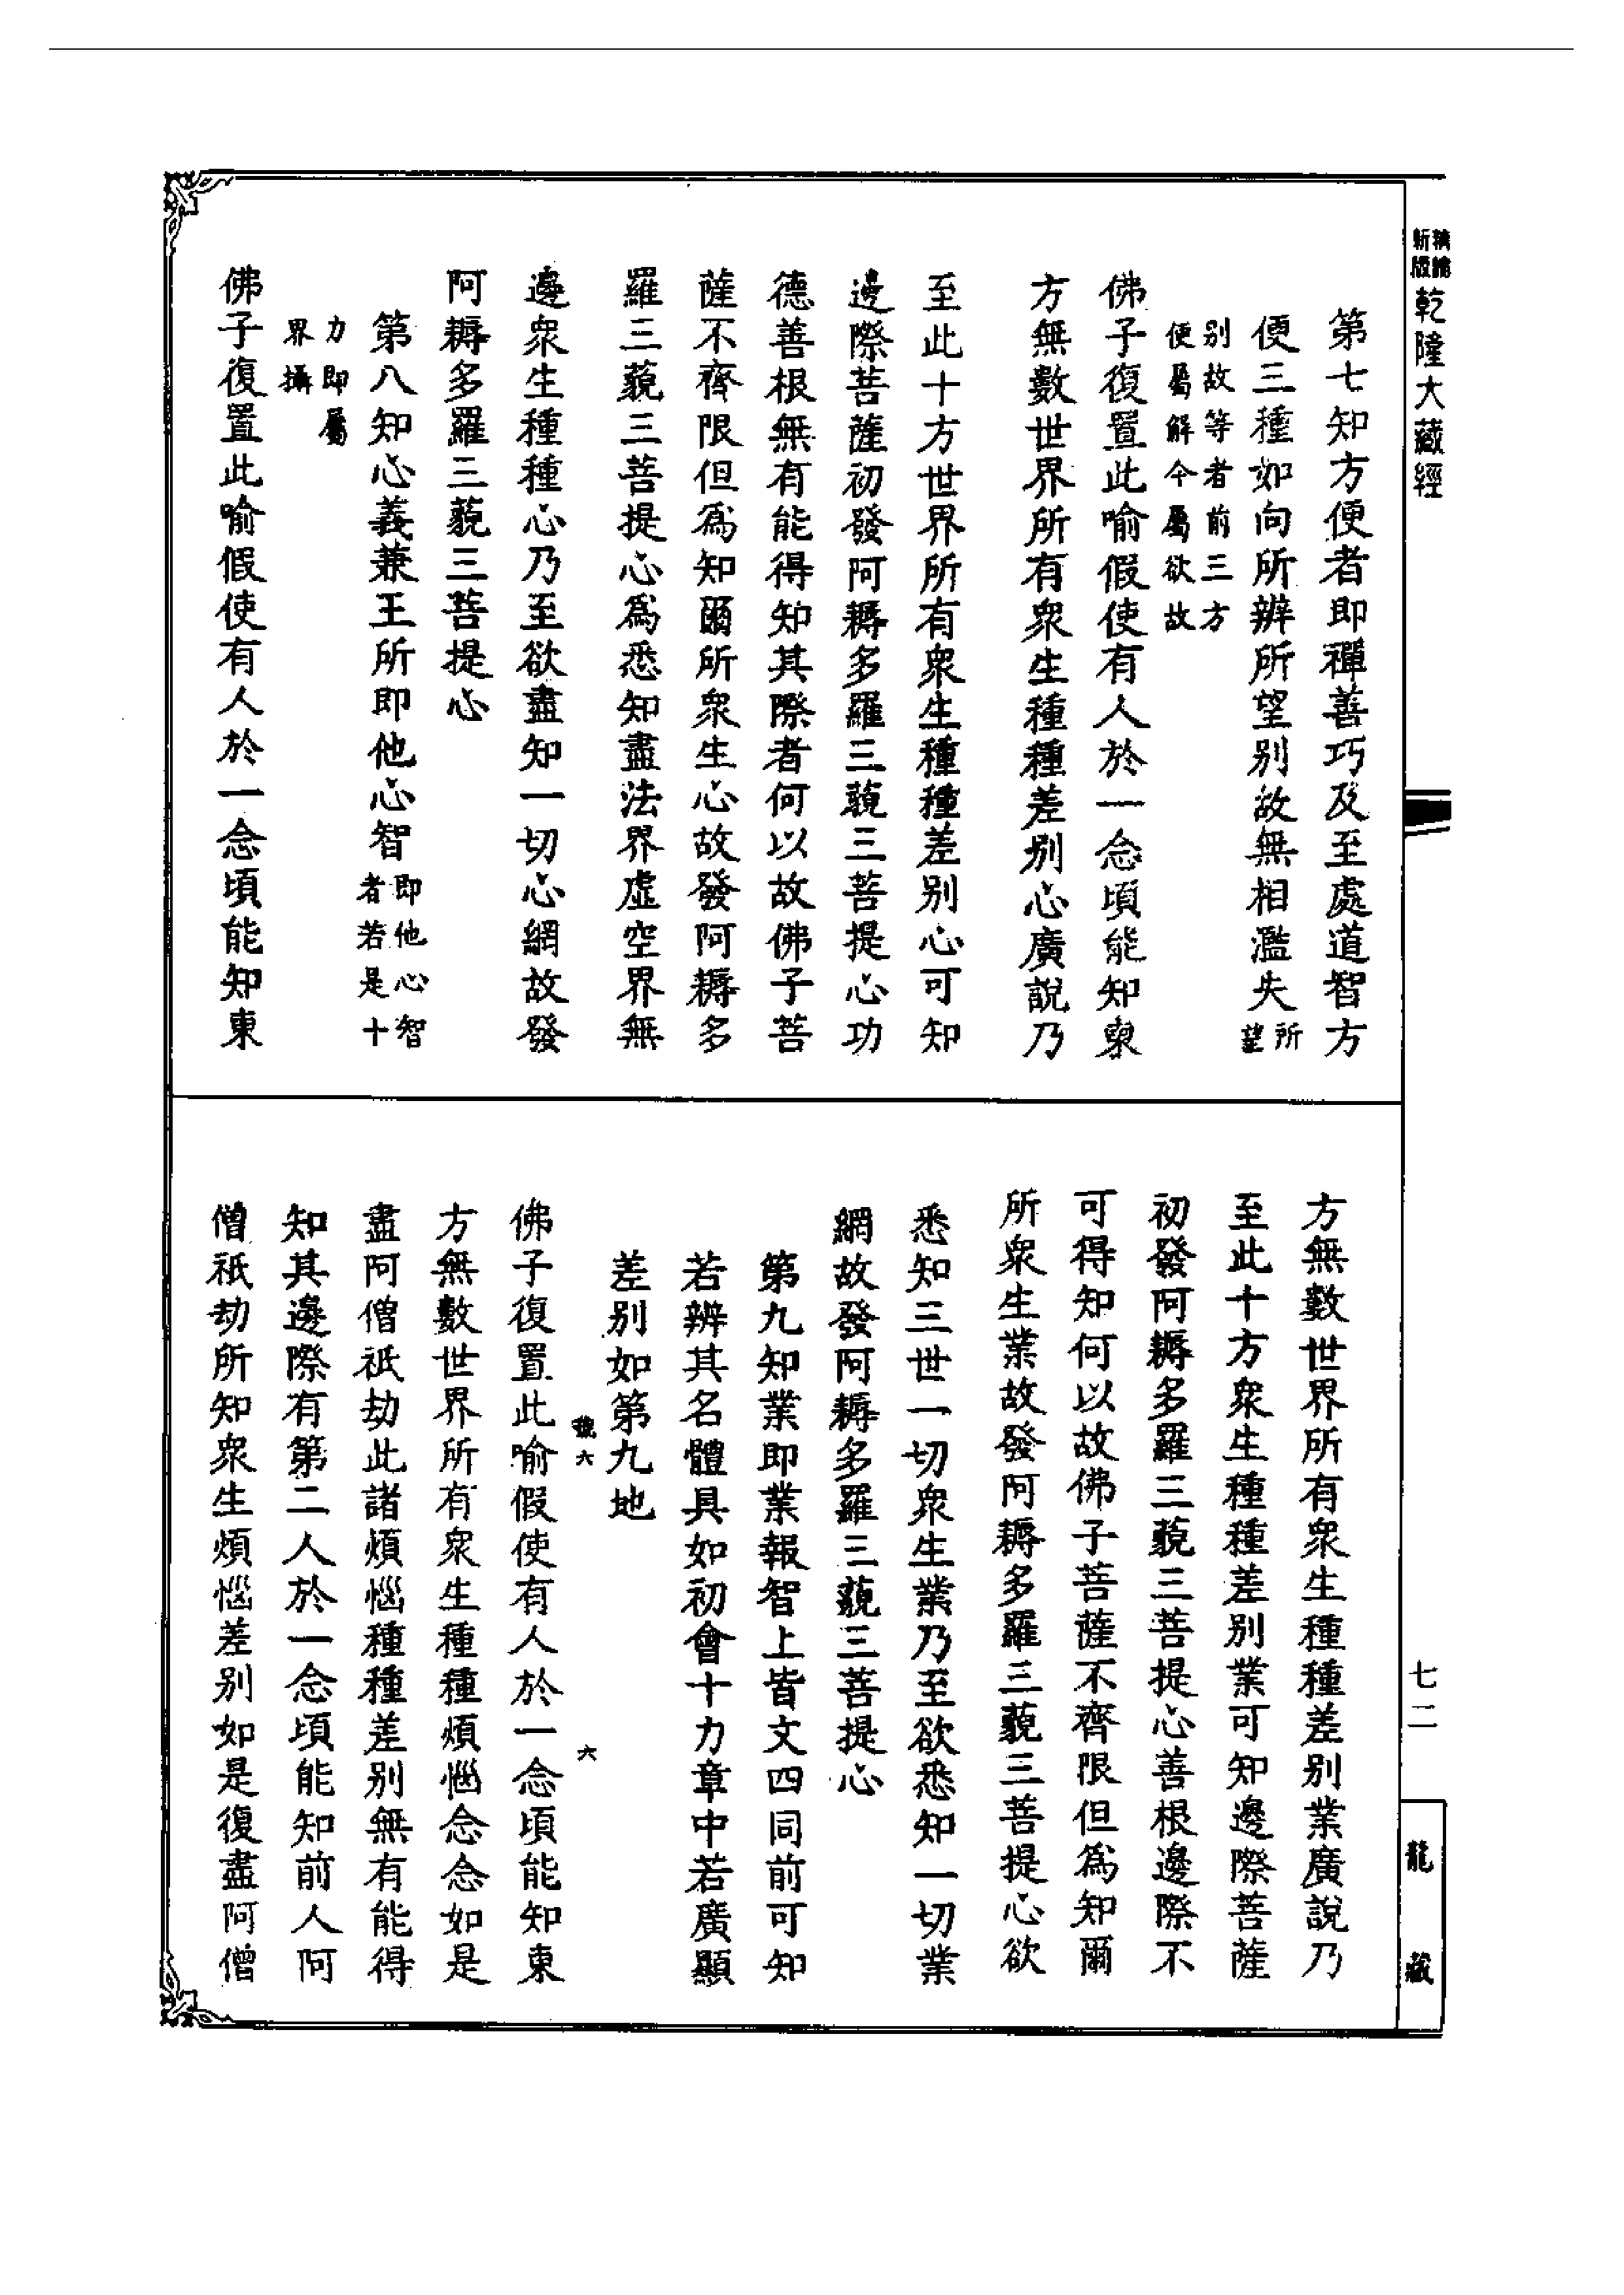 新版
精編
乾隆大藏經
第七知方便者即禪善巧及至處道智方
便三種如向所辨所望別故無相濫失所望
別故等者前三方
便屬解今屬欲故
佛子復置此喻假使有人於一念頃能知東
方無數世界所有衆生種種差別心廣說乃
至此十方世界所有衆生種種差別心可知
邊際菩薩初發阿耨多羅三藐三菩提心功
德善根無有能得知其際者何以故佛子菩
薩不齊限但爲知爾所衆生心故發阿耨多
羅三藐三菩提心爲悉知盡法界虛空界無
邊衆生種種心乃至欲盡知一切心網故發
阿耨多羅三藐三菩提心
第八知心義兼王所即他心智即他心智者若是十
力即屬
界攝
佛子復置此喻假使有人於一念頃能知東
方無數世界所有衆生種種差別業廣說乃
至此十方衆生種種差別業可知邊際菩薩
初發阿耨多羅三藐三菩提心善根邊際不
可得知何以故佛子菩薩不齊限但爲知爾
所衆生業故發阿耨多羅三藐三菩提心欲
悉知三世一切衆生業乃至欲悉知一切業
網故發阿耨多羅三藐三菩提心
第九知業即業報智上皆文四同前可知
若辨其名體具如初會十力章中若廣顯
差別如第九地
六
六
佛子復置此喻假使有人於一念頃能知東
方無數世界所有衆生種種煩惱念念如是
盡阿僧祇劫此諸煩惱種種差別無有能得
知其邊際有第二人於一念頃能知前人阿
僧祇劫所知衆生煩惱差別如是復盡阿僧
七二
龍藏